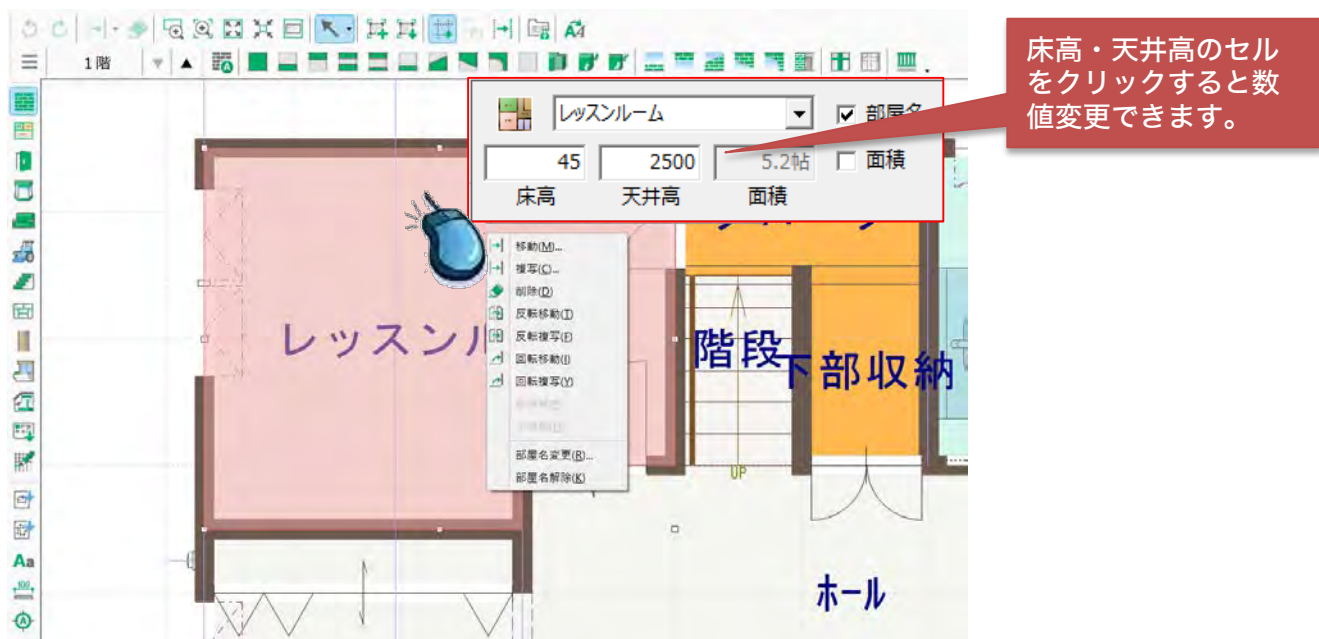 1階
床高・天井高のセル
をクリックすると数
値変更できます。
レッスンルーム
部屋名
45
2500
5.2帖
面積
床高
天井高
面積
移動(M)...
複写(C)...
削除(D)
反転移動(T)
反転複写(F)
回転移動(I)
回転複写(Y)
部屋名変更(R)...
部屋名解除(K)
レッスンル
階段
下部収納
UP
ホール
Aa
100